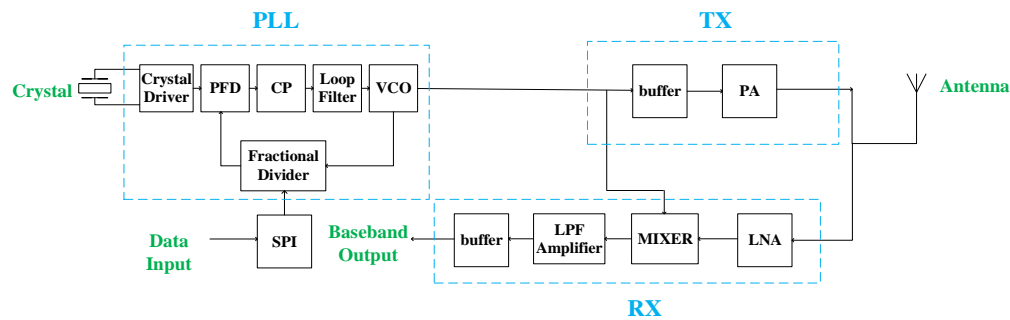 PLL
TX
Crystal
Crystal
Driver
PFD
CP
Loop
Filter
VCO
buffer
PA
Antenna
Fractional
Divider
Data
Input
SPI
Baseband
Output
buffer
LPF
Amplifier
MIXER
LNA
RX